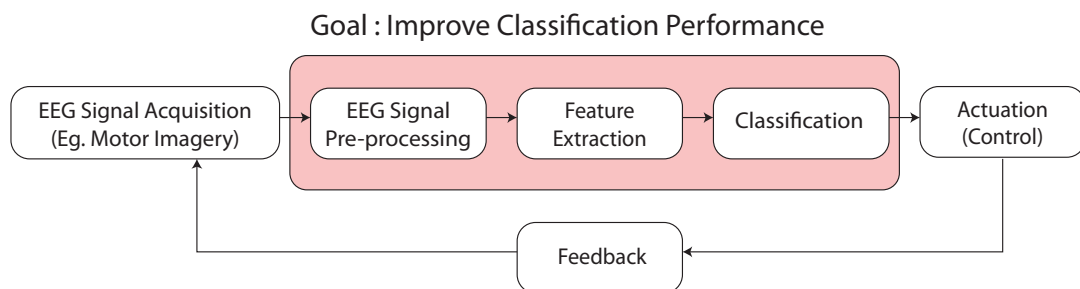 Goal : Improve Classification Performance
EEG Signal Acquisition
(Eg. Motor Imagery)
EEG Signal
Pre-processing
Feature
Extraction
Classification
Actuation
(Control)
Feedback